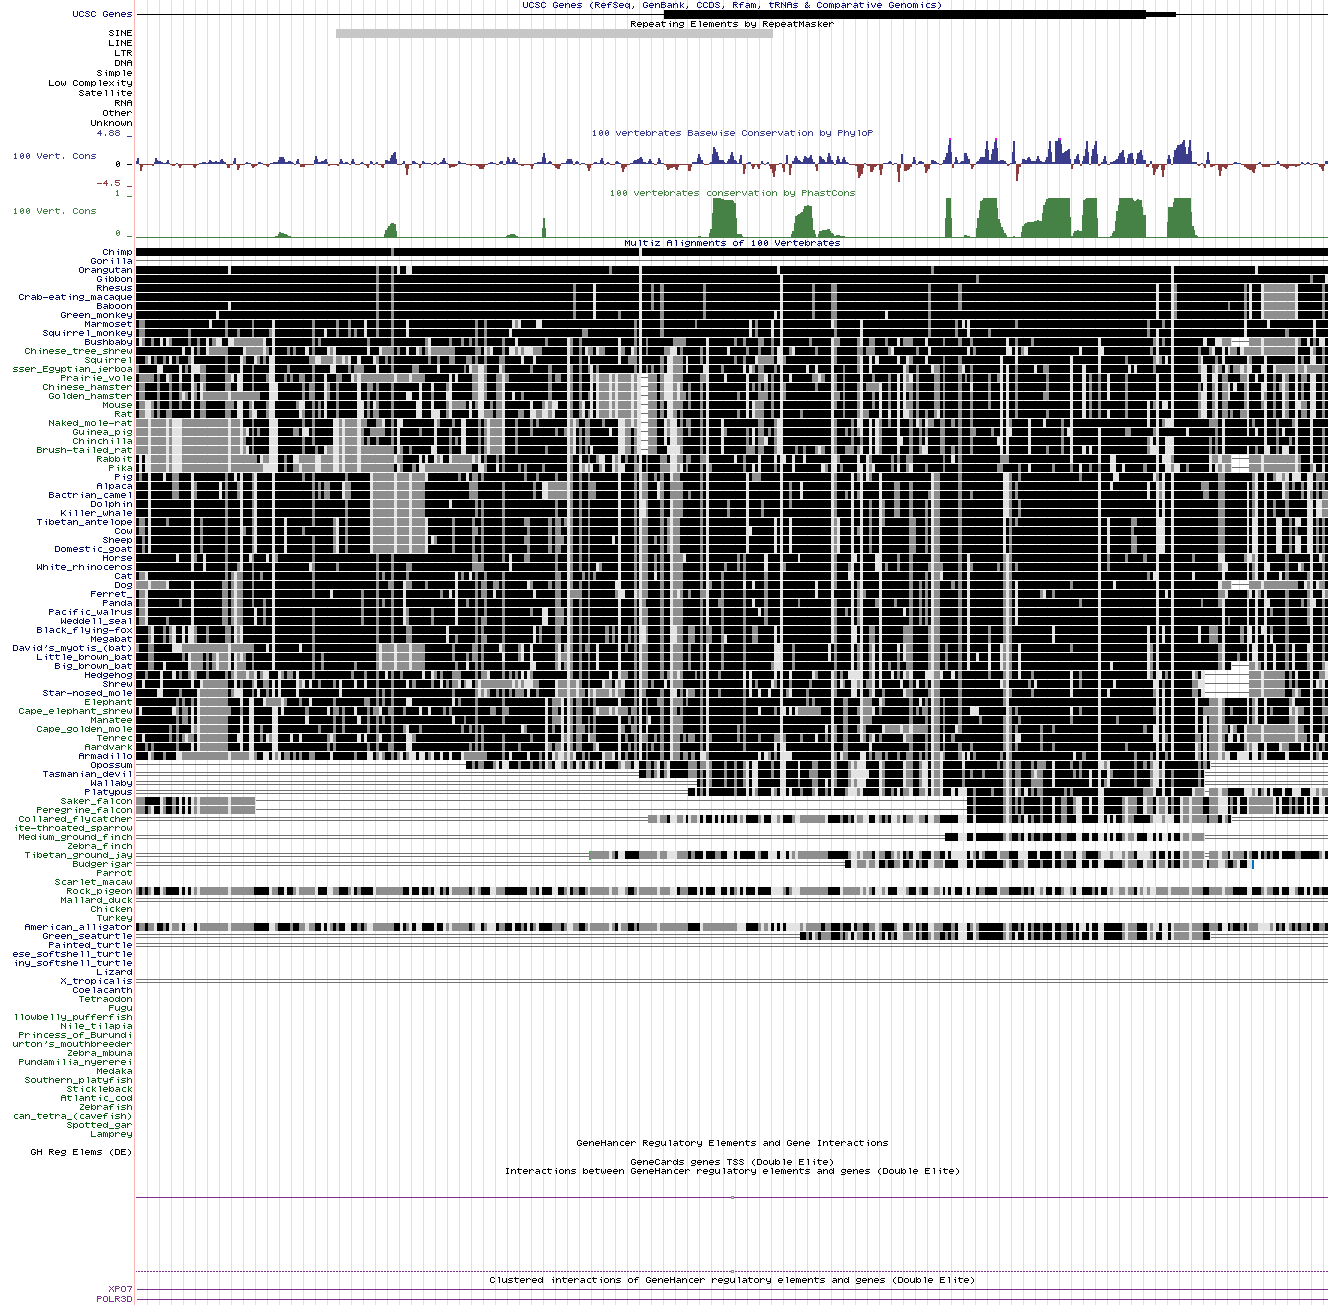 UCSC Genes (RefSeq, GenBank, CCDS, Rfam, tRNAs & Comparative Genomics)
UCSC Genes
Repeating Elements by RepeatMasker
SINE
LINE
LTR
DNA
Simple
Low Complexity
Satellite
RNA
Other
Unknown
4.88 _
100 vertebrates Basewise Conservation by PhyloP
100 Vert. Cons
0 _
-4.5 _
100 vertebrates conservation by PhastCons
1 _
100 Vert. Cons
0 _
Multiz Alignments of 100 Vertebrates
Chimp
Gorilla
Orangutan
Gibbon
Rhesus
Crab-eating_macaque
Baboon
Green_monkey
Marmoset
Squirrel_monkey
Bushbaby
Chinese_tree_shrew
Squirrel
sser_Egyptian_jerboa
Prairie_vole
Chinese_hamster
Golden_hamster
Mouse
Rat
Naked_mole-rat
Guinea_pig
Chinchilla
Brush-tailed_rat
Rabbit
Pika
Pig
Alpaca
Bactrian_camel
Dolphin
Killer_whale
Tibetan_antelope
Cow
Sheep
Domestic_goat
Horse
White_rhinoceros
Cat
Dog
Ferret_
Panda
Pacific_walrus
Weddell_seal
Black_flying-fox
Megabat
David's_myotis_(bat)
Little_brown_bat
Big_brown_bat
Hedgehog
Shrew
Star-nosed_mole
Elephant
Cape_elephant_shrew
Manatee
Cape_golden_mole
Tenrec
Aardvark
Armadillo
Opossum
Tasmanian_devil
Wallaby
Platypus
Saker_falcon
Peregrine_falcon
Collared_flycatcher
ite-throated_sparrow
Medium_ground_finch
Zebra_finch
Tibetan_ground_jay
Budgerigar
Parrot
Scarlet_macaw
Rock_pigeon
Mallard_duck
Chicken
Turkey
American_alligator
Green_seaturtle
Painted_turtle
ese_softshell_turtle
iny_softshell_turtle
Lizard
X_tropicalis
Coelacanth
Tetraodon
Fugu
llowbelly_pufferfish
Nile_tilapia
Princess_of_Burundi
urton's_mouthbreeder
Zebra_mbuna
Pundamilia_nyererei
Medaka
Southern_platyfish
Stickleback
Atlantic_cod
Zebrafish
can_tetra_(cavefish)
Spotted_gar
Lamprey
GeneHancer Regulatory Elements and Gene Interactions
GH Reg Elems (DE)
GeneCards genes TSS (Double Elite)
Interactions between GeneHancer regulatory elements and genes (Double Elite)
Clustered interactions of GeneHancer regulatory elements and genes (Double Elite)
XPO7
POLR3D